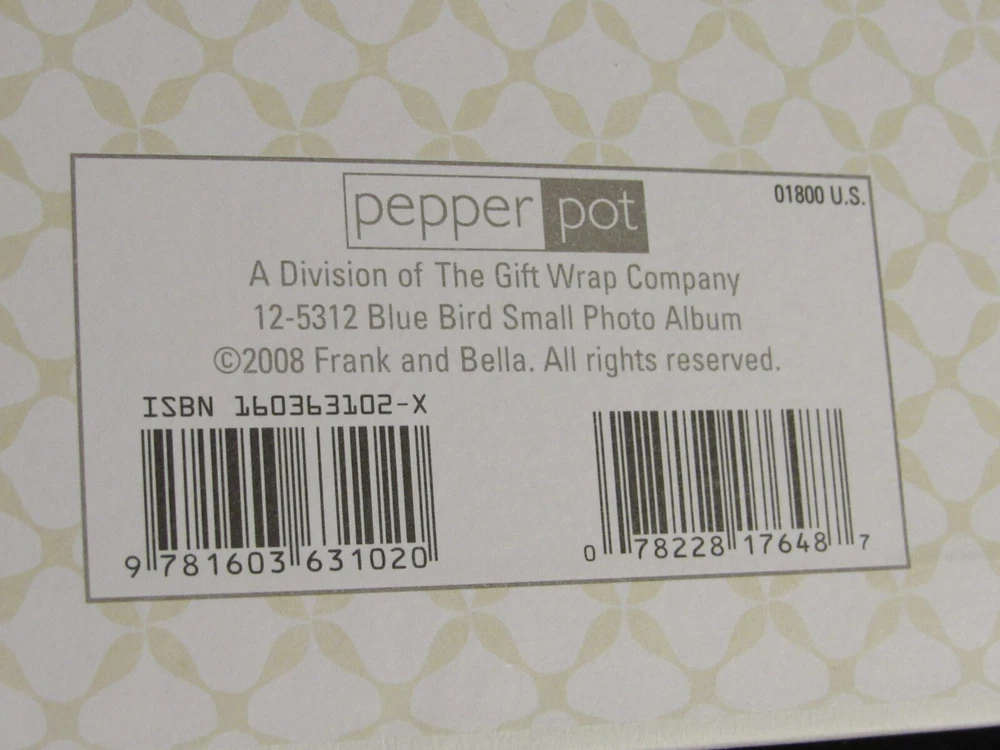 pepper pot
01800 U.S.
A Division of The Gift Wrap Company
12-5312 Blue Bird Small Photo Album
©2008 Frank and Bella. All rights reserved.
ISBN 160363102-X
9 781603 631020
0 78228 17648 7